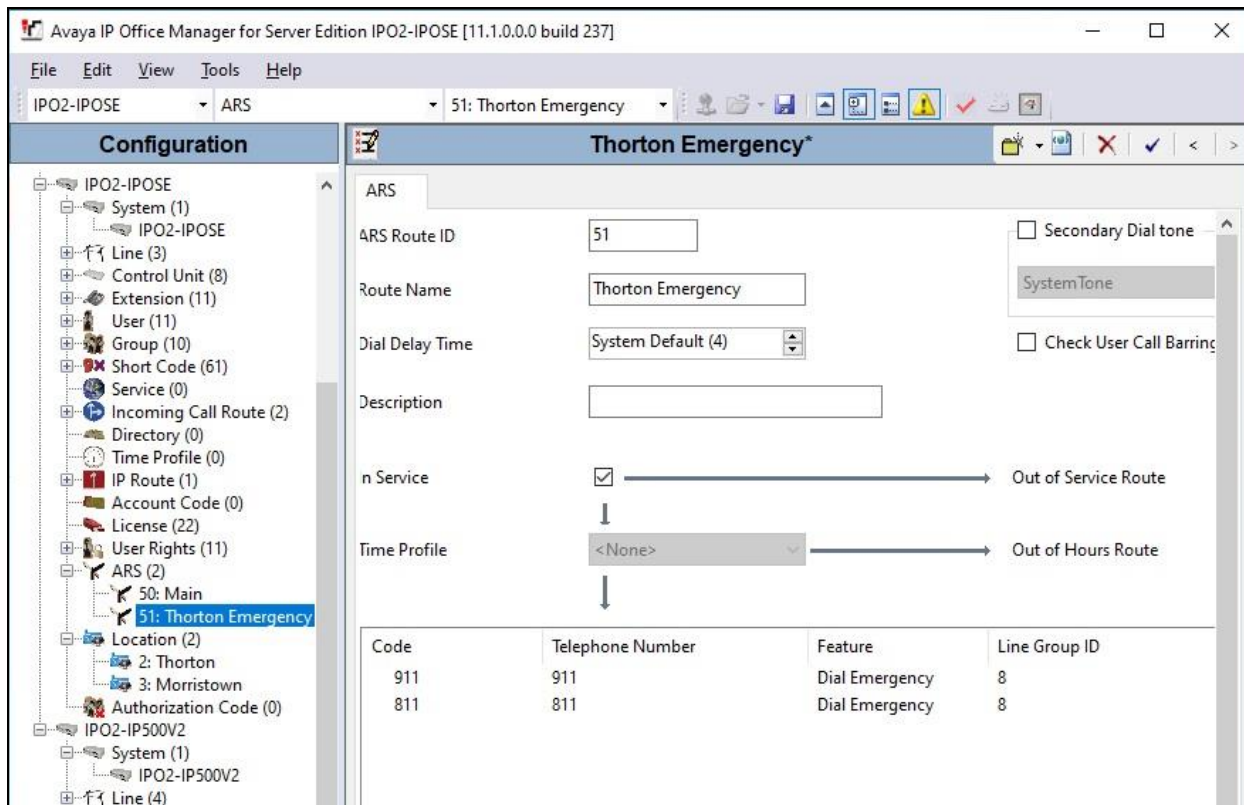 Avaya IP Office Manager for Server Edition IPO2-IPOSE [11.1.0.0.0 build 237]
File Edit View Tools Help
IPO2-IPOSE ARS 51: Thorton Emergency
Configuration
IPO2-IPOSE
System (1)
IPO2-IPOSE
Line (3)
Control Unit (8)
Extension (11)
User (11)
Group (10)
Short Code (61)
Service (0)
Incoming Call Route (2)
Directory (0)
Time Profile (0)
IP Route (1)
Account Code (0)
License (22)
User Rights (11)
ARS (2)
50: Main
51: Thorton Emergency
Location (2)
2: Thorton
3: Morristown
Authorization Code (0)
IPO2-IP500V2
System (1)
IPO2-IP500V2
Line (4)
Thorton Emergency*
ARS
ARS Route ID 51
Secondary Dial tone
SystemTone
Route Name Thorton Emergency
Dial Delay Time System Default (4)
Check User Call Barring
Description
n Service Out of Service Route
Time Profile <None> Out of Hours Route
Code Telephone Number Feature Line Group ID
911 911 Dial Emergency 8
811 811 Dial Emergency 8